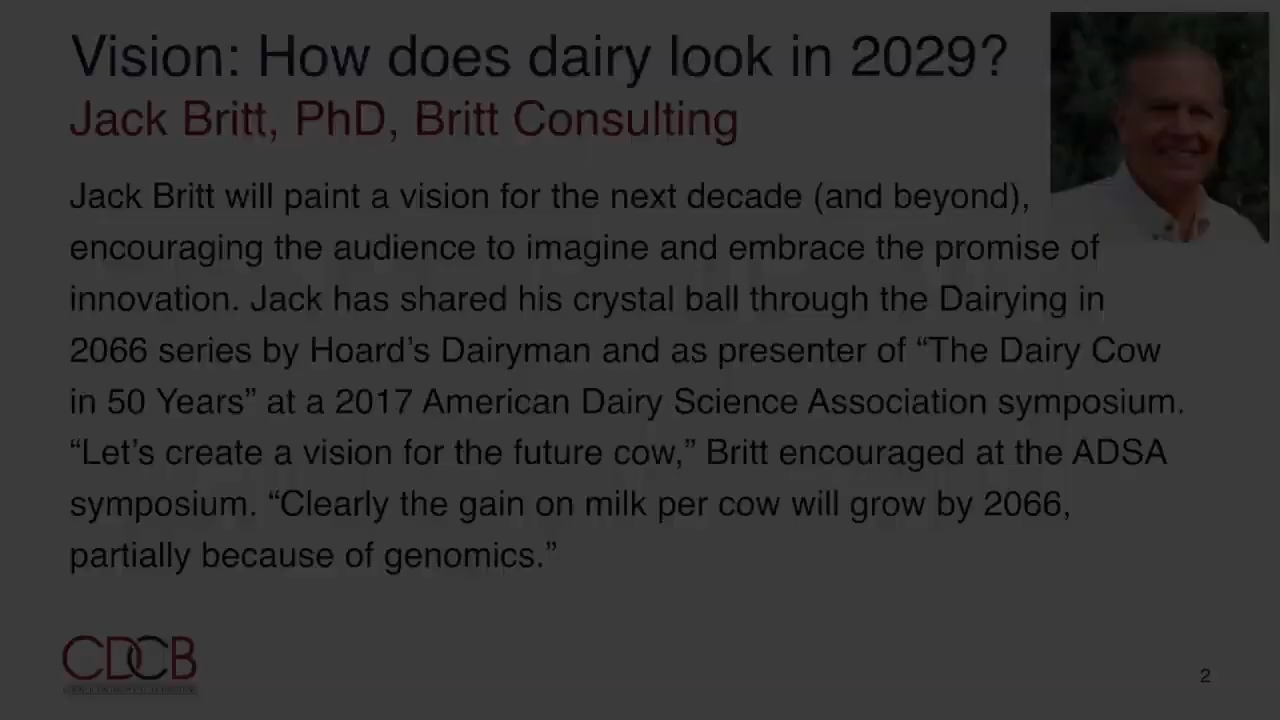 Vision: How does dairy look in 2029?
Jack Britt, PhD, Britt Consulting
Jack Britt will paint a vision for the next decade (and beyond),
encouraging the audience to imagine and embrace the promise of
innovation. Jack has shared his crystal ball through the Dairying in
2066 series by Hoard’s Dairyman and as presenter of “The Dairy Cow
in 50 Years” at a 2017 American Dairy Science Association symposium.
“Let’s create a vision for the future cow,” Britt encouraged at the ADSA
symposium. “Clearly the gain on milk per cow will grow by 2066,
partially because of genomics.”
CDCB
2